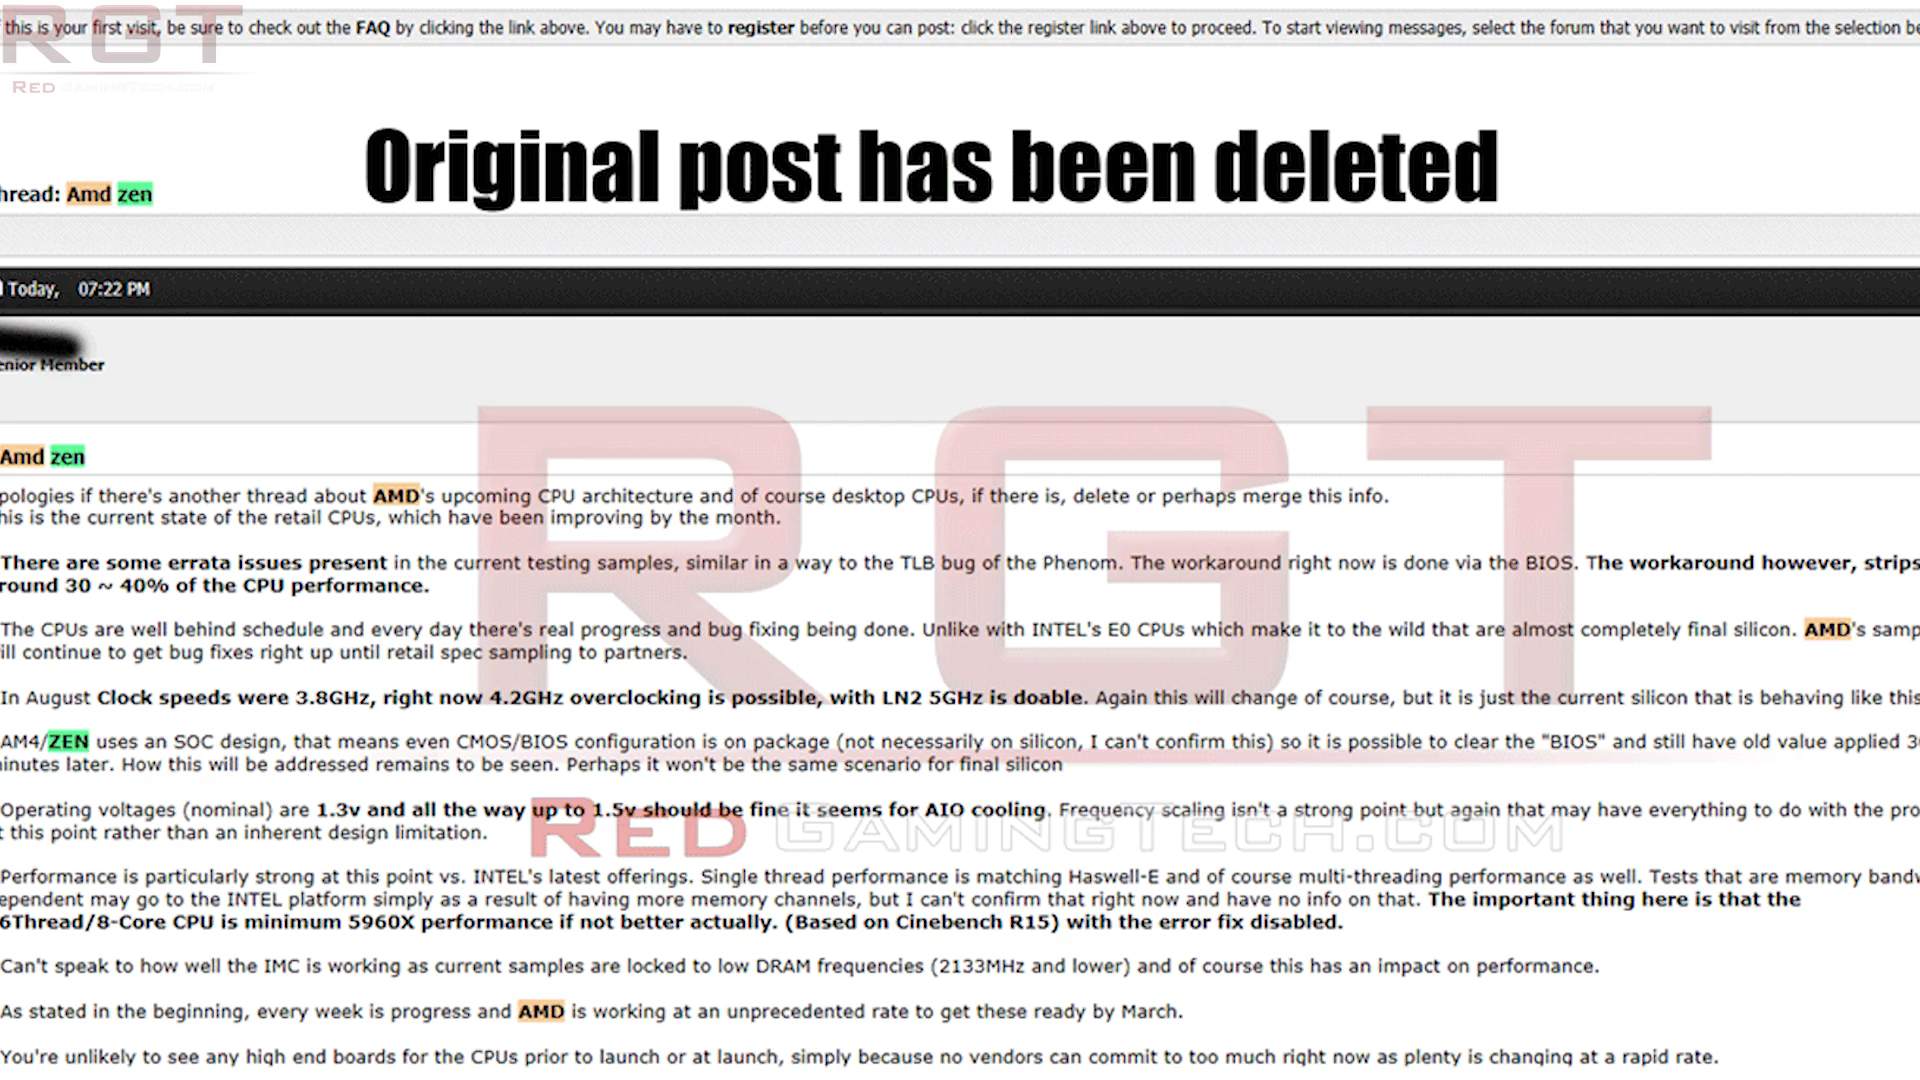 this is your first visit, be sure to check out the FAQ by clicking the link above. You may have to register before you can post: click the register link above to proceed. To start viewing messages, select the forum that you want to visit from the selection
RGT
RED GAMINGTECH.COM
Original post has been deleted
hread: Amd zen
Today, 07:22 PM
enior Member
RGT
Amd zen
pologies if there's another thread about AMD's upcoming CPU architecture and of course desktop CPUs, if there is, delete or perhaps merge this info.
his is the current state of the retail CPUs, which have been improving by the month.
There are some errata issues present in the current testing samples, similar in a way to the TLB bug of the Phenom. The workaround right now is done via the BIOS. The workaround however, strips
round 30 ~ 40% of the CPU performance.
The CPUs are well behind schedule and every day there's real progress and bug fixing being done. Unlike with INTEL's E0 CPUs which make it to the wild that are almost completely final silicon. AMD's samp
ill continue to get bug fixes right up until retail spec sampling to partners.
In August Clock speeds were 3.8GHz, right now 4.2GHz overclocking is possible, with LN2 5GHz is doable. Again this will change of course, but it is just the current silicon that is behaving like this
AM4/ZEN uses an SOC design, that means even CMOS/BIOS configuration is on package (not necessarily on silicon, I can't confirm this) so it is possible to clear the "BIOS" and still have old value applied
inutes later. How this will be addressed remains to be seen. Perhaps it won't be the same scenario for final silicon
Operating voltages (nominal) are 1.3v and all the way up to 1.5v should be fine it seems for AIO cooling. Frequency scaling isn't a strong point but again that may have everything to do with the pro
t this point rather than an inherent design limitation.
RED GAMINGTECH.COM
Performance is particularly strong at this point vs. INTEL's latest offerings. Single thread performance is matching Haswell-E and of course multi-threading performance as well. Tests that are memory bandw
ependent may go to the INTEL platform simply as a result of having more memory channels, but I can't confirm that right now and have no info on that. The important thing here is that the
6Thread/8-Core CPU is minimum 5960X performance if not better actually. (Based on Cinebench R15) with the error fix disabled.
Can't speak to how well the IMC is working as current samples are locked to low DRAM frequencies (2133MHz and lower) and of course this has an impact on performance.
As stated in the beginning, every week is progress and AMD is working at an unprecedented rate to get these ready by March.
You're unlikely to see any high end boards for the CPUs prior to launch or at launch, simply because no vendors can commit to too much right now as plenty is changing at a rapid rate.